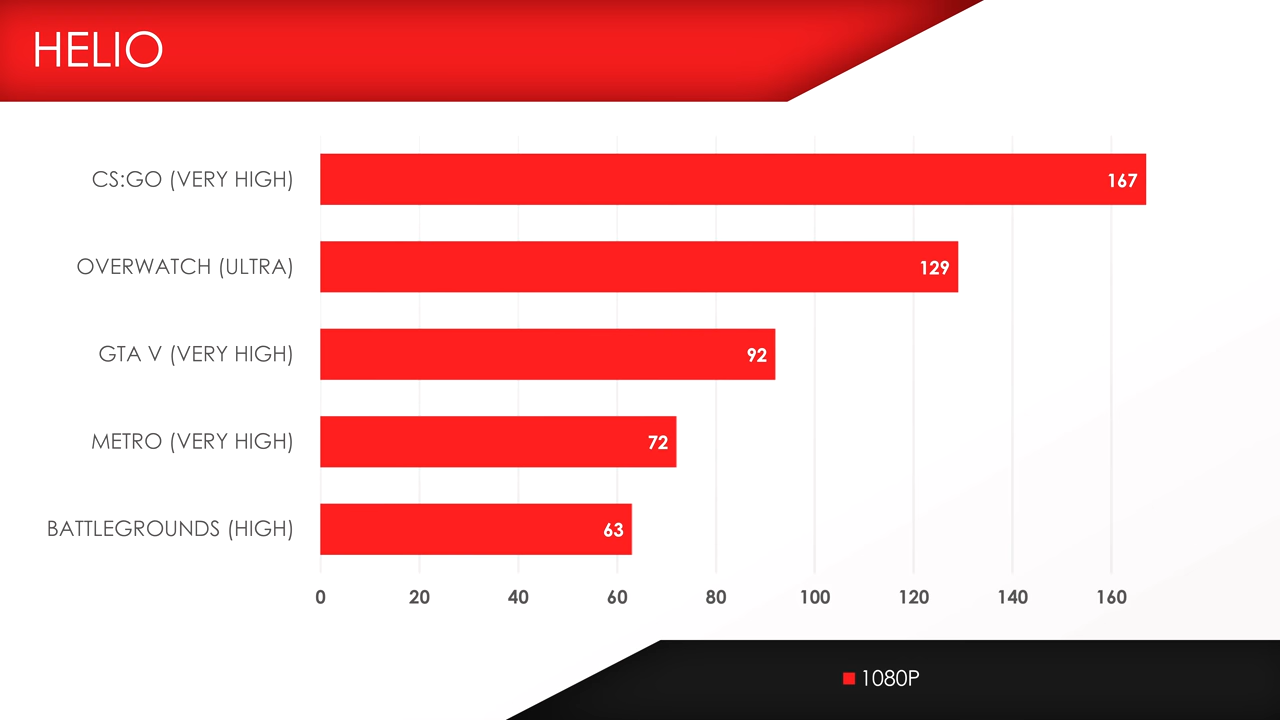 HELIO
CS:GO (VERY HIGH) 167
OVERWATCH (ULTRA) 129
GTA V (VERY HIGH) 92
METRO (VERY HIGH) 72
BATTLEGROUNDS (HIGH) 63
0 20 40 60 80 100 120 140 160
1080P